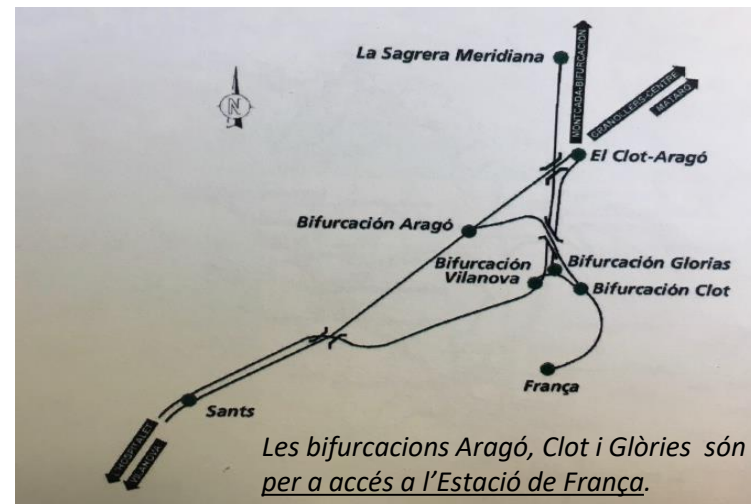 La Sagrera Meridiana
MONTCADA-BIFURCACIÓN
GRANOLLERS-CENTRE
MATARÓ
N
El Clot-Aragó
Bifurcación Aragó
Bifurcación
Vilanova
Bifurcación Glorias
Bifurcación Clot
França
Sants
L'HOSPITALET
VILANOVA
Les bifurcacions Aragó, Clot i Glòries són
per a accés a l'Estació de França.